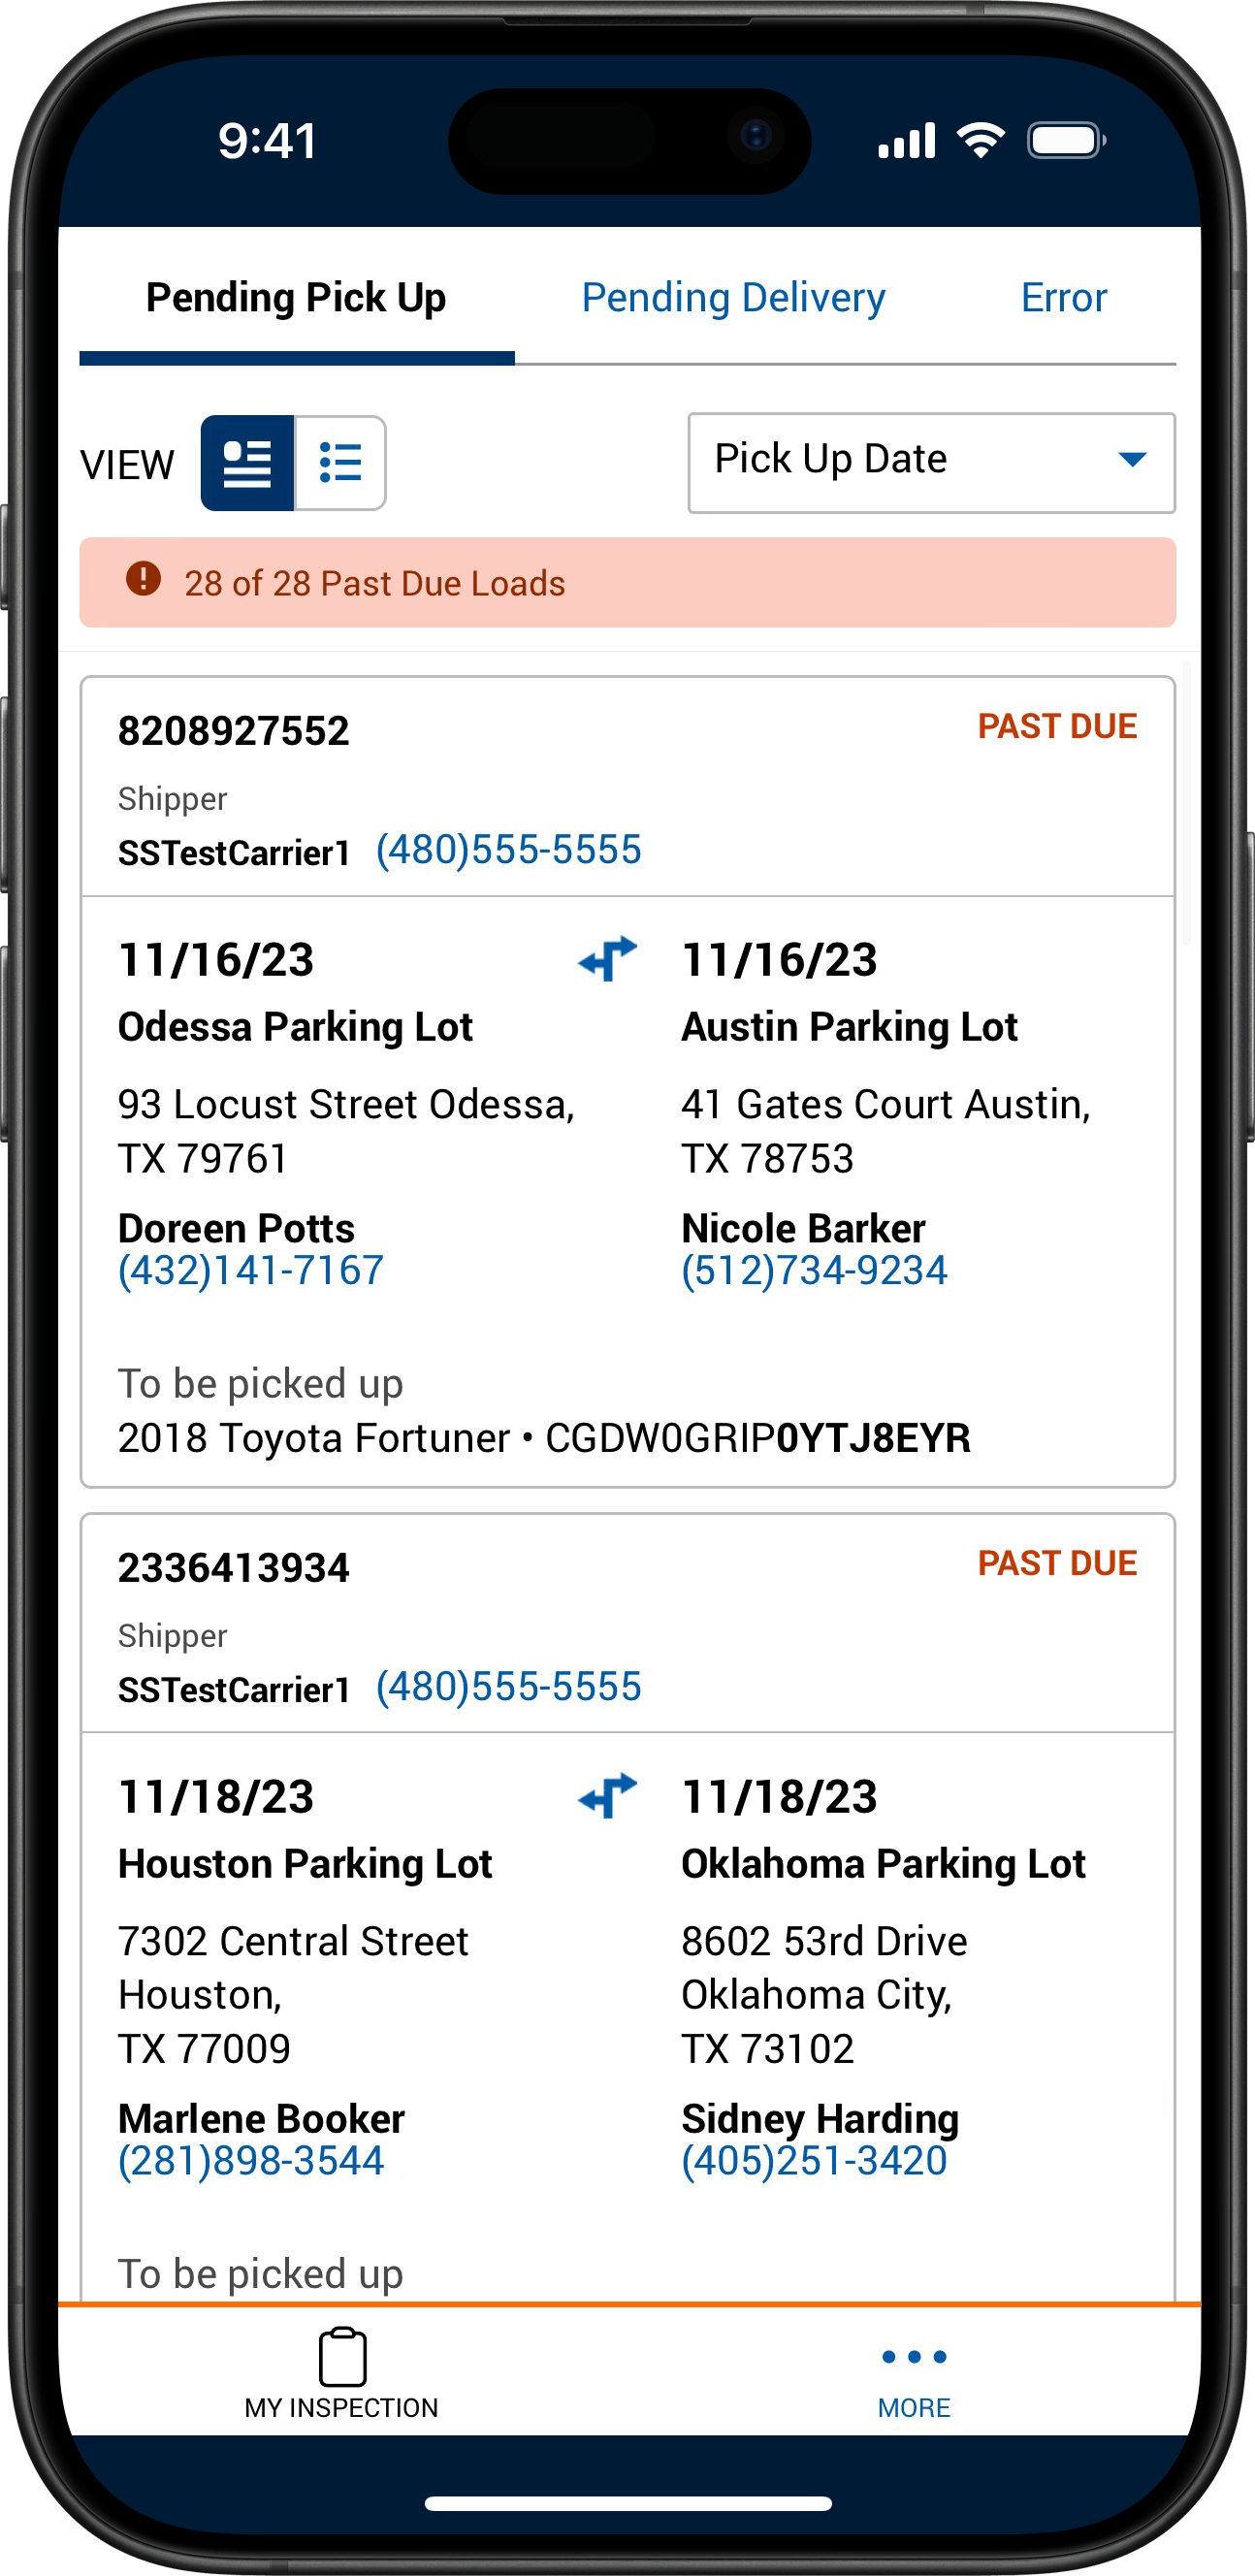 9:41
Pending Pick Up Pending Delivery Error
VIEW Pick Up Date
28 of 28 Past Due Loads
8208927552 PAST DUE
Shipper
SSTestCarrier1 (480)555-5555
11/16/23 11/16/23
Odessa Parking Lot Austin Parking Lot
93 Locust Street Odessa, 41 Gates Court Austin,
TX 79761 TX 78753
Doreen Potts Nicole Barker
(432)141-7167 (512)734-9234
To be picked up
2018 Toyota Fortuner • CGDW0GRIP0YTJ8EYR
2336413934 PAST DUE
Shipper
SSTestCarrier1 (480)555-5555
11/18/23 11/18/23
Houston Parking Lot Oklahoma Parking Lot
7302 Central Street 8602 53rd Drive
Houston, Oklahoma City,
TX 77009 TX 73102
Marlene Booker Sidney Harding
(281)898-3544 (405)251-3420
To be picked up
MY INSPECTION MORE